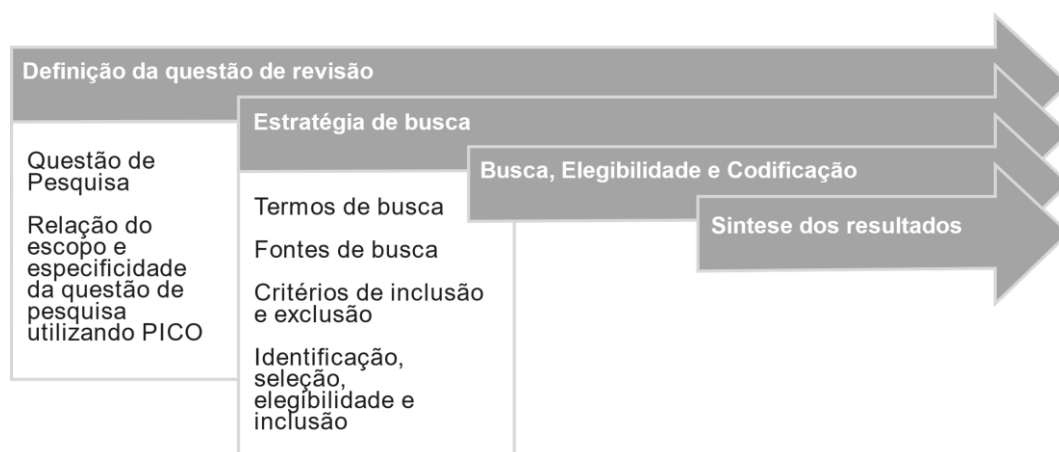 Definição da questão de revisão
Questão de
Pesquisa
Relação do
escopo e
especificidade
da questão de
pesquisa
utilizando PICO
Estratégia de busca
Termos de busca
Fontes de busca
Critérios de inclusão
e exclusão
Identificação,
seleção,
elegibilidade e
inclusão
Busca, Elegibilidade e Codificação
Sintese dos resultados